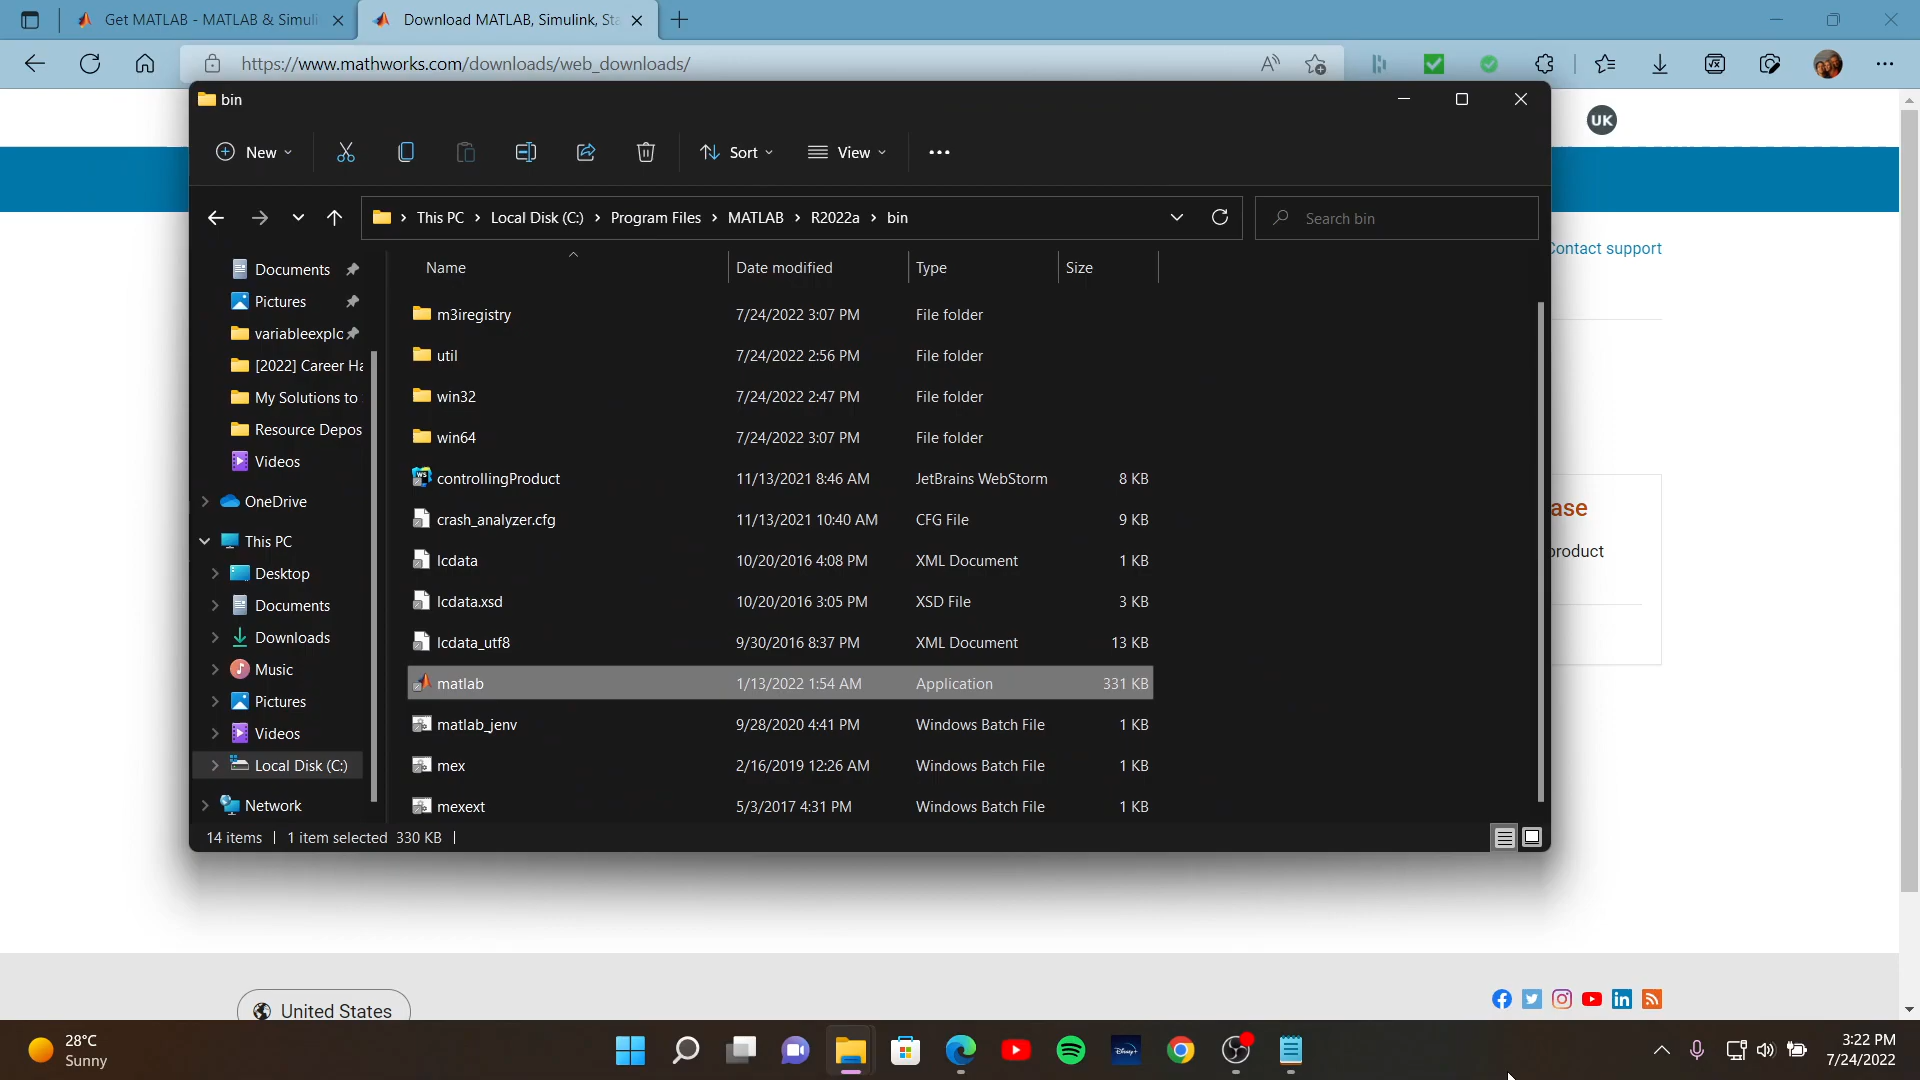 Get MATLAB - MATLAB & Simuli
Download MATLAB, Simulink, Sta
https://www.mathworks.com/downloads/web_downloads/
bin
New
Sort
View
UK
This PC > Local Disk (C:) > Program Files > MATLAB > R2022a > bin
Search bin
Contact support
Name
Date modified
Type
Size
Documents
Pictures
variableexplo
[2022] Career Ha
My Solutions to
Resource Depos
Videos
OneDrive
This PC
Desktop
Documents
Downloads
Music
Pictures
Videos
Local Disk (C:)
Network
m3iregistry 7/24/2022 3:07 PM File folder
util 7/24/2022 2:56 PM File folder
win32 7/24/2022 2:47 PM File folder
win64 7/24/2022 3:07 PM File folder
controllingProduct 11/13/2021 8:46 AM JetBrains WebStorm 8 KB
crash_analyzer.cfg 11/13/2021 10:40 AM CFG File 9 KB
lcdata 10/20/2016 4:08 PM XML Document 1 KB
lcdata.xsd 10/20/2016 3:05 PM XSD File 3 KB
lcdata_utf8 9/30/2016 8:37 PM XML Document 13 KB
matlab 1/13/2022 1:54 AM Application 331 KB
matlab_jenv 9/28/2020 4:41 PM Windows Batch File 1 KB
mex 2/16/2019 12:26 AM Windows Batch File 1 KB
mexext 5/3/2017 4:31 PM Windows Batch File 1 KB
ase
product
14 items
1 item selected 330 KB
United States
28°C
Sunny
WS
Disney+
3:22 PM
7/24/2022